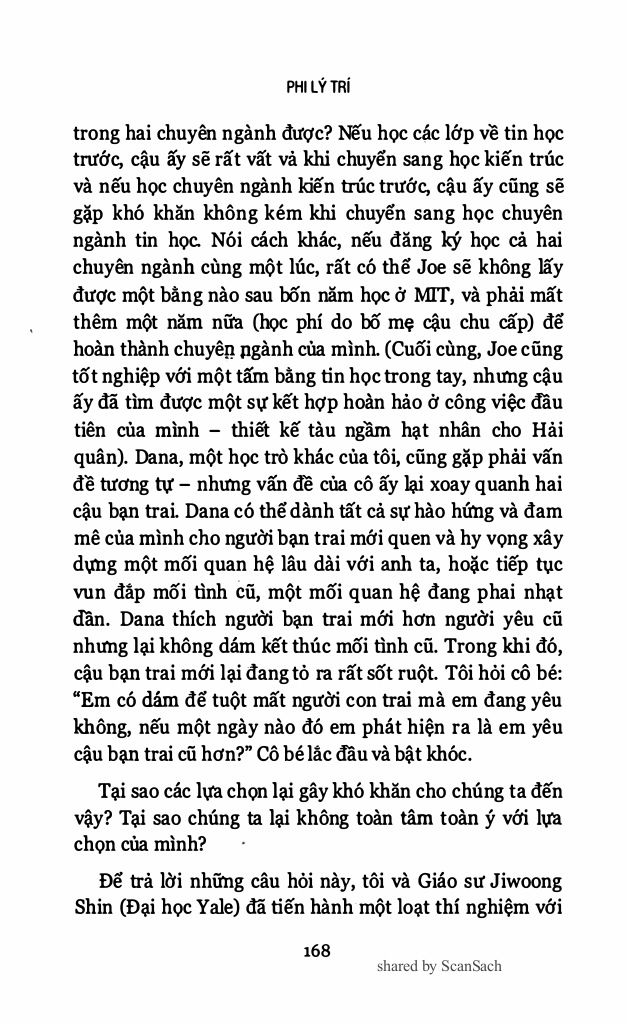 PHI LÝ TRÍ
trong hai chuyên ngành được? Nếu học các lớp về tin học
trước, cậu ấy sẽ rất vất vả khi chuyển sang học kiến trúc
và nếu học chuyên ngành kiến trúc trước, cậu ấy cũng sẽ
gặp khó khăn không kém khi chuyển sang học chuyên
ngành tin học. Nói cách khác, nếu đăng ký học cả hai
chuyên ngành cùng một lúc, rất có thể Joe sẽ không lấy
được một bằng nào sau bốn năm học ở MIT, và phải mất
thêm một năm nữa (học phí do bố mẹ cậu chu cấp) để
hoàn thành chuyên ngành của mình. (Cuối cùng, Joe cũng
tốt nghiệp với một tấm bằng tin học trong tay, nhưng cậu
ấy đã tìm được một sự kết hợp hoàn hảo ở công việc đầu
tiên của mình – thiết kế tàu ngầm hạt nhân cho Hải
quân). Dana, một học trò khác của tôi, cũng gặp phải vấn
đề tương tự – nhưng vấn đề của cô ấy lại xoay quanh hai
cậu bạn trai. Dana có thể dành tất cả sự hào hứng và đam
mê của mình cho người bạn trai mới quen và hy vọng xây
dựng một mối quan hệ lâu dài với anh ta, hoặc tiếp tục
vun đắp mối tình cũ, một mối quan hệ đang phai nhạt
dần. Dana thích người bạn trai mới hơn người yêu cũ
nhưng lại không dám kết thúc mối tình cũ. Trong khi đó,
cậu bạn trai mới lại đang tỏ ra rất sốt ruột. Tôi hỏi cô bé:
“Em có dám để tuột mất người con trai mà em đang yêu
không, nếu một ngày nào đó em phát hiện ra là em yêu
cậu bạn trai cũ hơn?” Cô bé lắc đầu và bật khóc.
Tại sao các lựa chọn lại gây khó khăn cho chúng ta đến
vậy? Tại sao chúng ta lại không toàn tâm toàn ý với lựa
chọn của mình?
Để trả lời những câu hỏi này, tôi và Giáo sư Jiwoong
Shin (Đại học Yale) đã tiến hành một loạt thí nghiệm với
168
shared by ScanSach